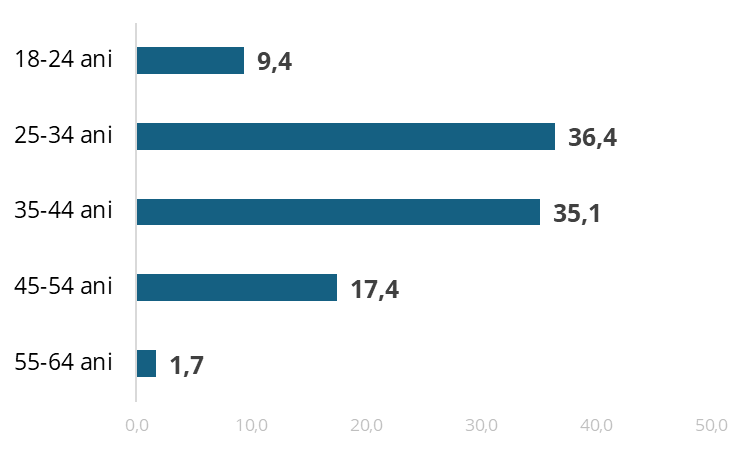 18-24 ani 9,4
25-34 ani 36,4
35-44 ani 35,1
45-54 ani 17,4
55-64 ani 1,7
0,0 10,0 20,0 30,0 40,0 50,0